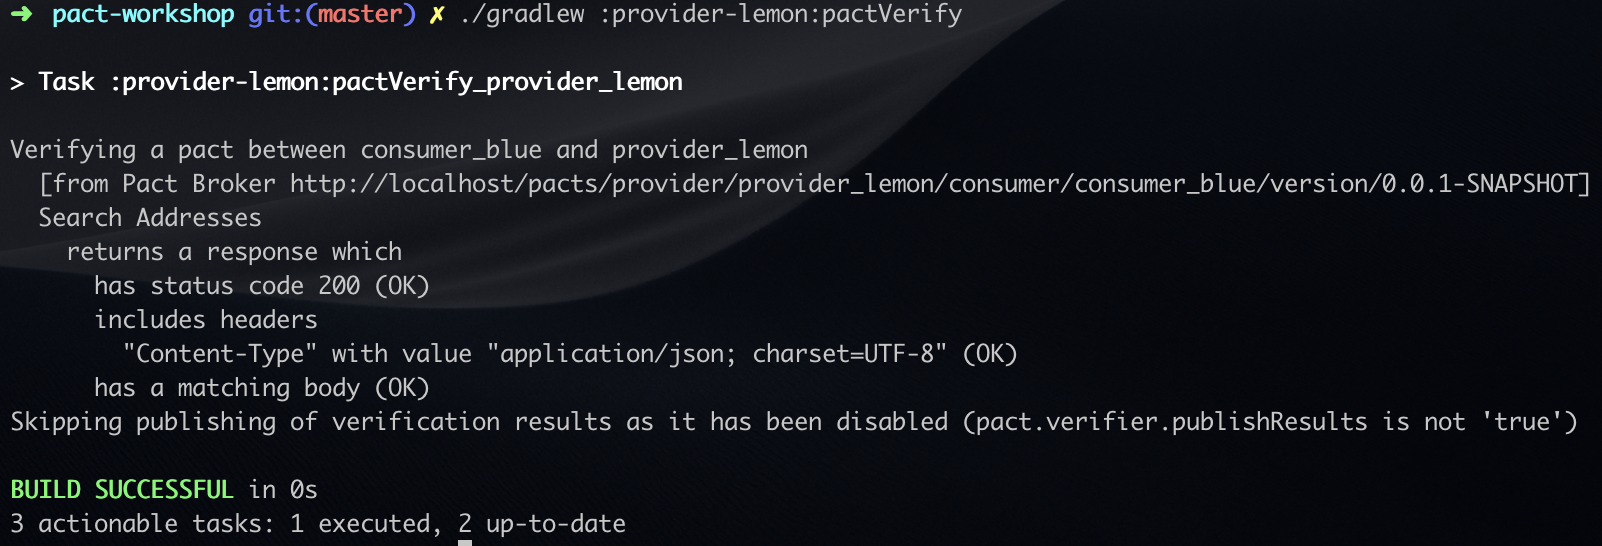 ➜ pact-workshop git:(master) ✗ ./gradlew :provider-lemon:pactVerify
> Task :provider-lemon:pactVerify_provider_lemon
Verifying a pact between consumer_blue and provider_lemon
[from Pact Broker http://localhost/pacts/provider/provider_lemon/consumer/consumer_blue/version/0.0.1-SNAPSHOT]
Search Addresses
returns a response which
has status code 200 (OK)
includes headers
"Content-Type" with value "application/json; charset=UTF-8" (OK)
has a matching body (OK)
Skipping publishing of verification results as it has been disabled (pact.verifier.publishResults is not 'true')
BUILD SUCCESSFUL in 0s
3 actionable tasks: 1 executed, 2 up-to-date